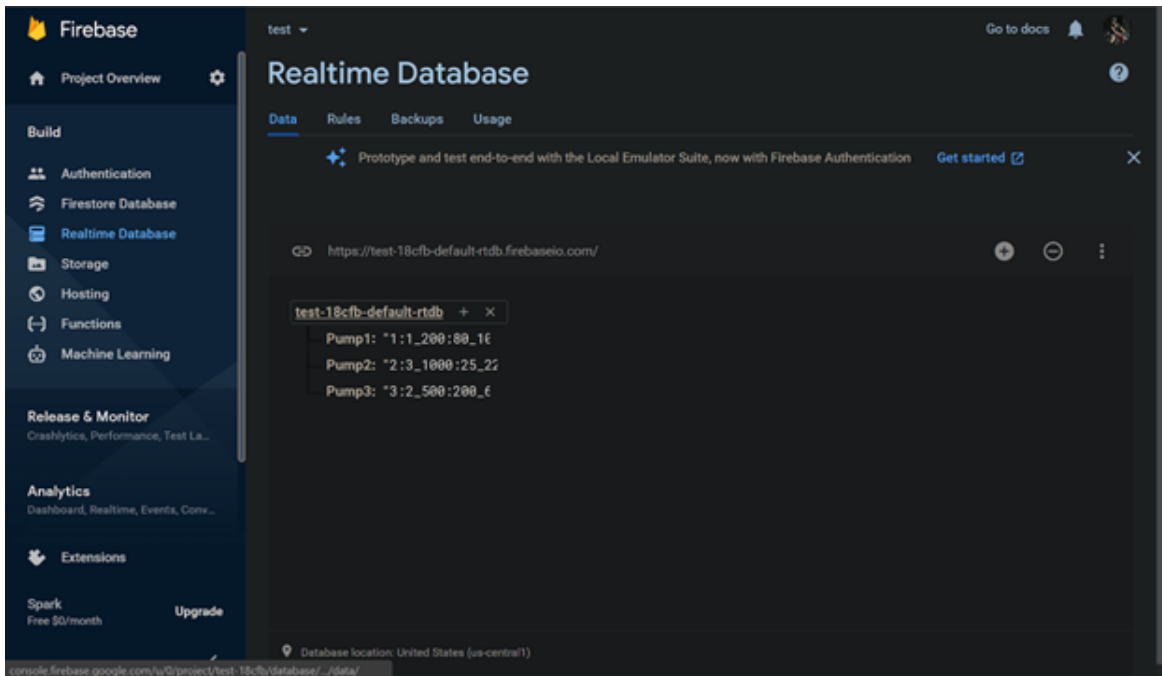 Firebase
Project Overview
Build
Authentication
Firestore Database
Realtime Database
Storage
Hosting
Functions
Machine Learning
Release & Monitor
Crashlytics, Performance, Test La...
Analytics
Dashboard, Realtime, Events, Conv...
Extensions
Spark
Free $0/month
Upgrade
console.firebase.google.com/u/0/project/test-18cfb/database/.../data/
test
Go to docs
Realtime Database
Data Rules Backups Usage
Prototype and test end-to-end with the Local Emulator Suite, now with Firebase Authentication Get started
https://test-18cfb-default-rtdb.firebaseio.com/
test-18cfb-default-rtdb + ×
Pump1: "1:1_200:80_16
Pump2: "2:3_1000:25_22
Pump3: "3:2_500:200_6
Database location: United States (us-central1)